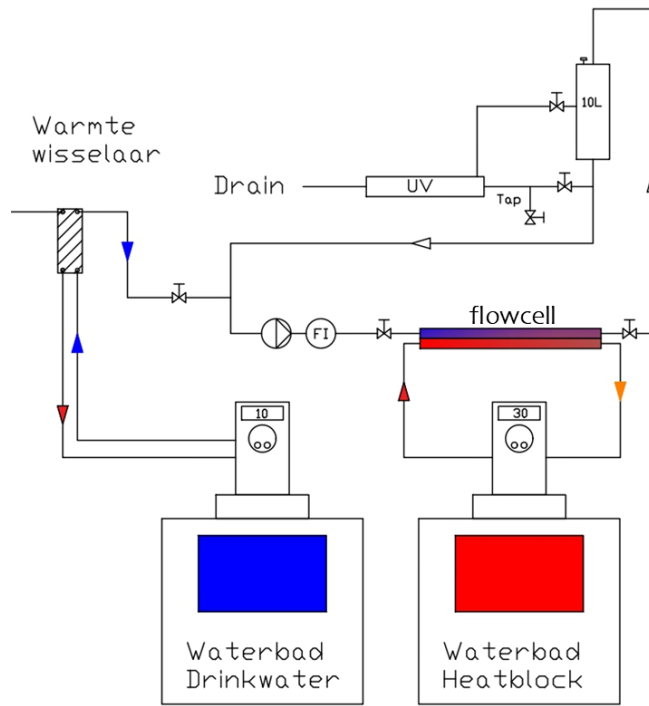 10L
Warmte
wisselaar
Drain
UV
Tap
flowcell
FI
10
30
Waterbad
Drinkwater
Waterbad
Heatblock